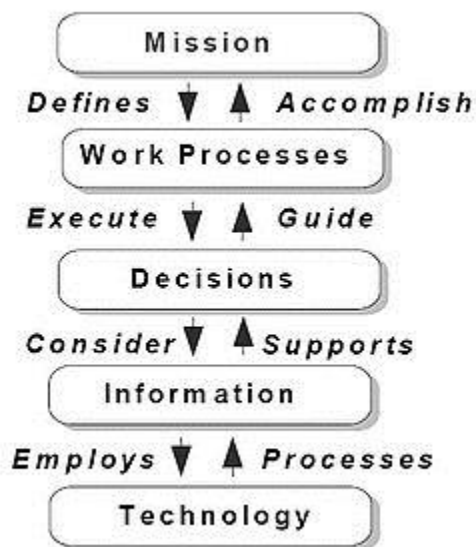 Mission
Defines Accomplish
Work Processes
Execute Guide
Decisions
Consider Supports
Information
Employs Processes
Technology